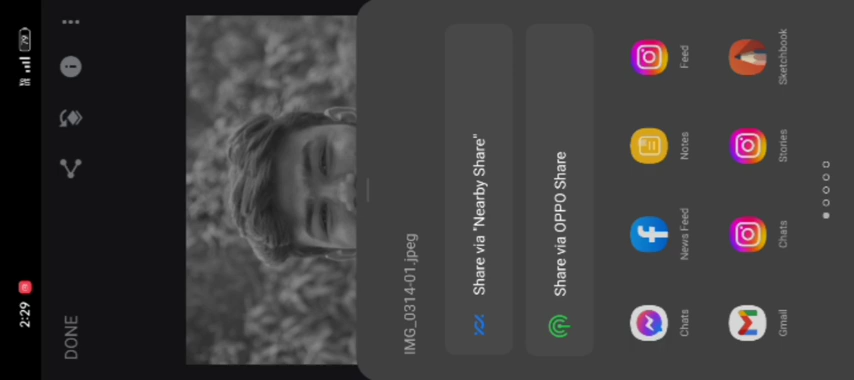 2:29
79
DONE
IMG_0314-01.jpeg
Share via "Nearby Share"
Share via OPPO Share
Chats
News Feed
Notes
Feed
Gmail
Chats
Stories
Sketchbook